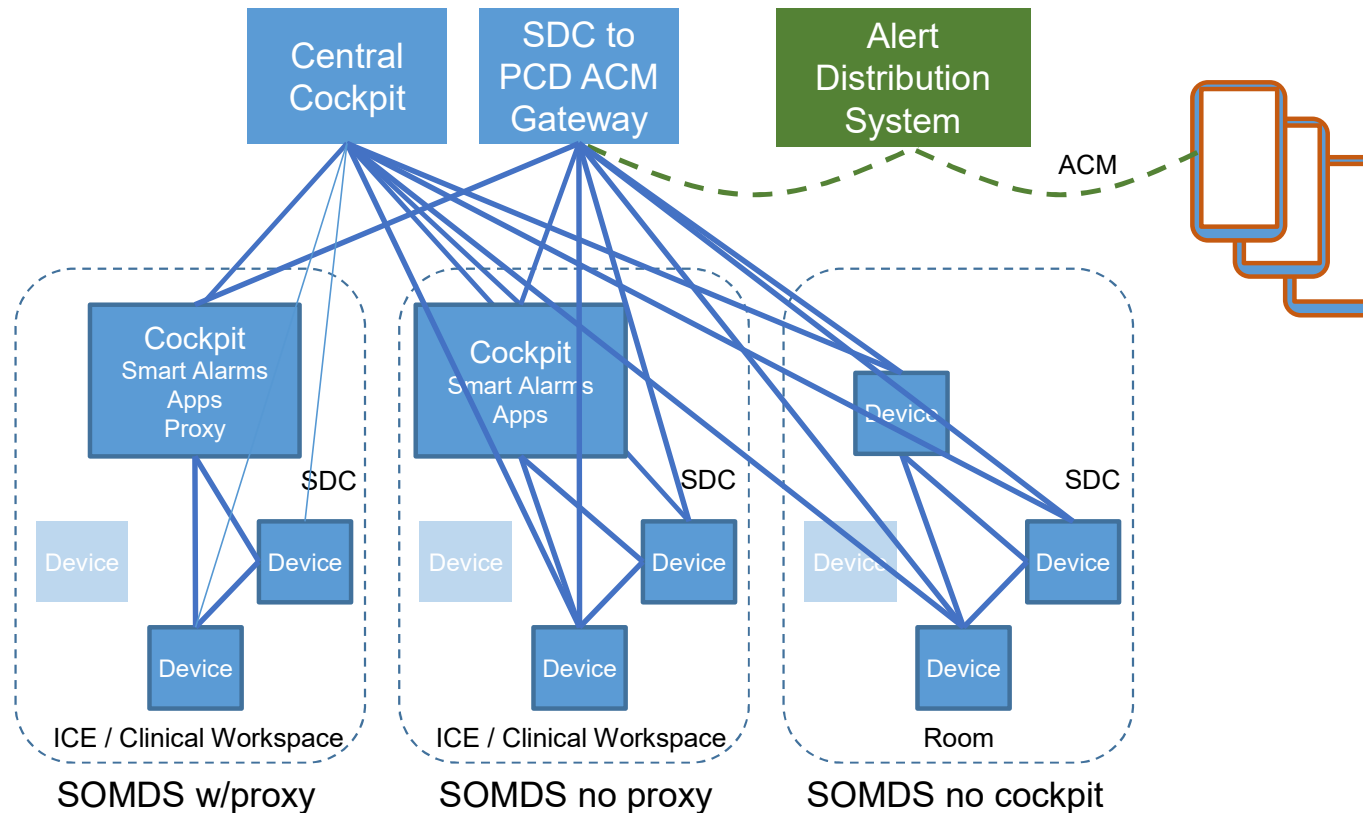 Central
Cockpit
SDC to
PCD ACM
Gateway
Alert
Distribution
System
ACM
Cockpit
Smart Alarms
Apps
Proxy
SDC
Device
Device
Device
ICE / Clinical Workspace
SOMDS w/proxy
Cockpit
Smart Alarms
Apps
SDC
Device
Device
Device
ICE / Clinical Workspace
SOMDS no proxy
Device
SDC
Device
Device
Device
Room
SOMDS no cockpit